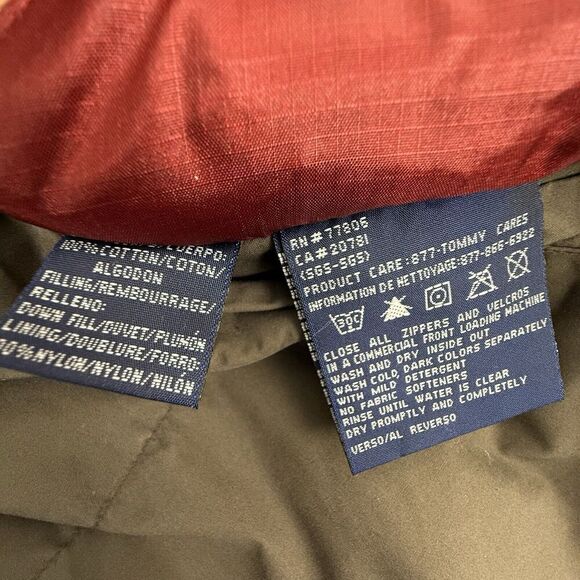 100% COTTON/COTON/
ALGODON
FILLING/REMBOURRAGE/
RELLENO:
DOWN FILL/DUVET/PLUMON
LINING/DOUBLURE/FORRO:
100% NYLON/NYLON/NILON
RN# 77806
CA# 20781
(SGS-SGS)
PRODUCT CARE: 877-TOMMY CARES
INFORMATION DE NETTOYAGE: 877-866-6922
CLOSE ALL ZIPPERS AND VELCROS
IN A COMMERCIAL FRONT LOADING MACHINE
WASH AND DRY INSIDE OUT
WASH COLD, DARK COLORS SEPARATELY
WITH MILD DETERGENT
NO FABRIC SOFTENERS
RINSE UNTIL WATER IS CLEAR
DRY PROMPTLY AND COMPLETELY
VERSO/AL REVERSO